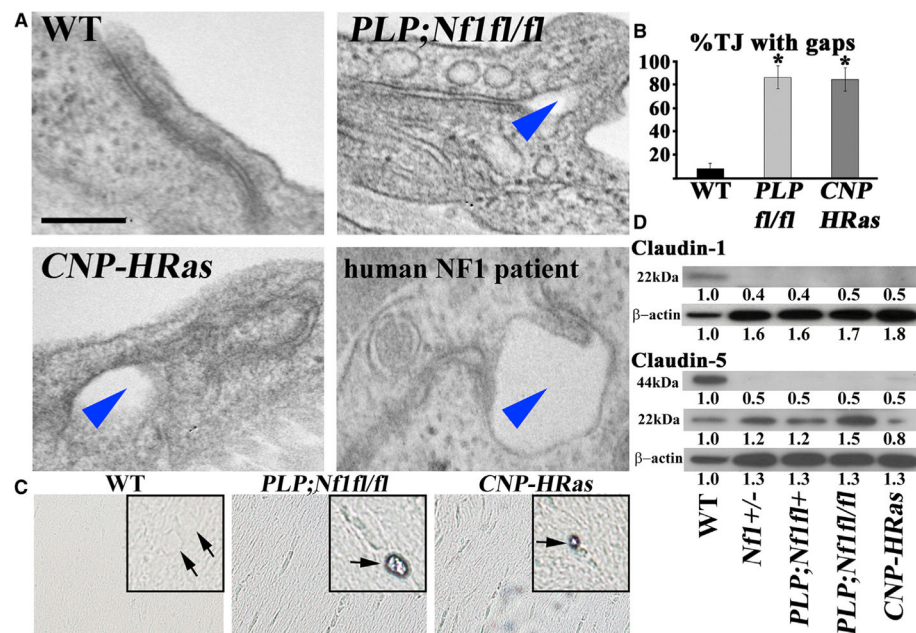 A
WT
PLP;Nf1fl/fl
CNP-HRas
human NF1 patient
B
%TJ with gaps
100
80
60
40
20
* *
WT
PLP
fl/fl
CNP
HRas
C
WT
PLP;Nf1fl/fl
CNP-HRas
D
Claudin-1
22kDa
1.0 0.4 0.4 0.5 0.5
β-actin
1.0 1.6 1.6 1.7 1.8
Claudin-5
44kDa
1.0 0.5 0.5 0.5 0.5
22kDa
1.0 1.2 1.2 1.5 0.8
β-actin
1.0 1.3 1.3 1.3 1.3
WT
Nf1+/-
PLP;Nf1fl+
PLP;Nf1fl/fl
CNP-HRas